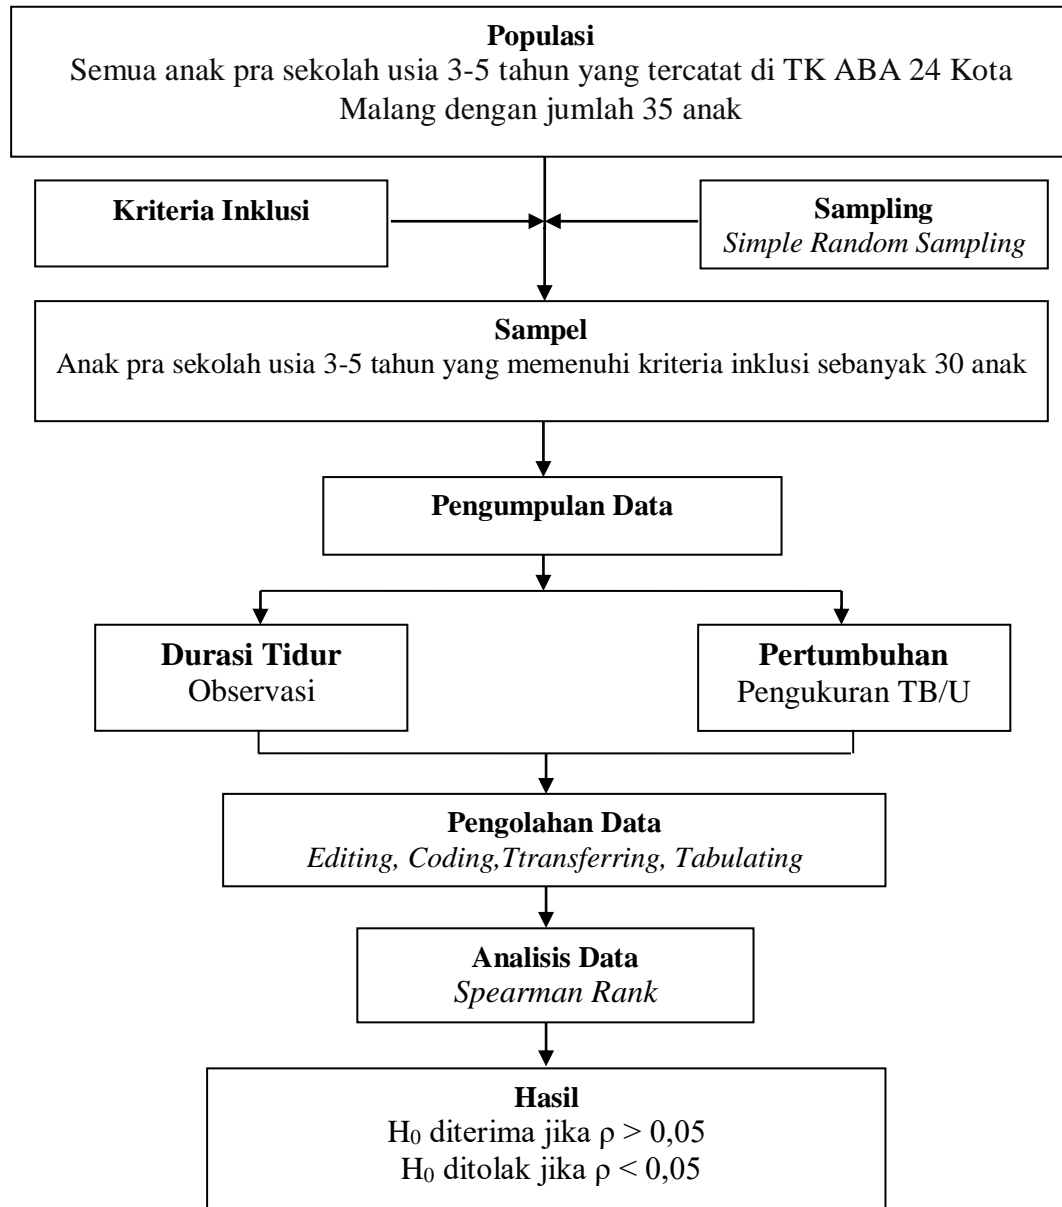 Populasi
Semua anak pra sekolah usia 3-5 tahun yang tercatat di TK ABA 24 Kota
Malang dengan jumlah 35 anak
Kriteria Inklusi
Sampling
Simple Random Sampling
Sampel
Anak pra sekolah usia 3-5 tahun yang memenuhi kriteria inklusi sebanyak 30 anak
Pengumpulan Data
Durasi Tidur
Observasi
Pertumbuhan
Pengukuran TB/U
Pengolahan Data
Editing, Coding,Ttransferring, Tabulating
Analisis Data
Spearman Rank
Hasil
H₀ diterima jika ρ > 0,05
H₀ ditolak jika ρ < 0,05